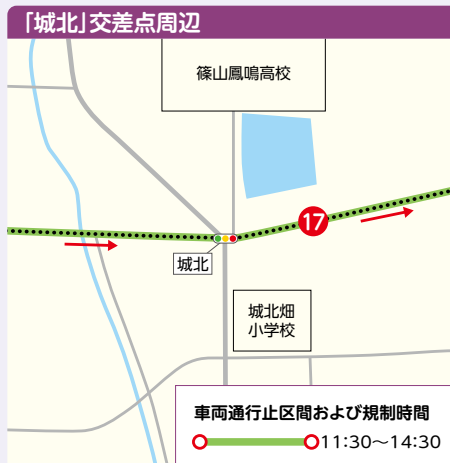 「城北」交差点周辺
篠山鳳鳴高校
17
城北
城北畑
小学校
車両通行止区間および規制時間
11:30〜14:30